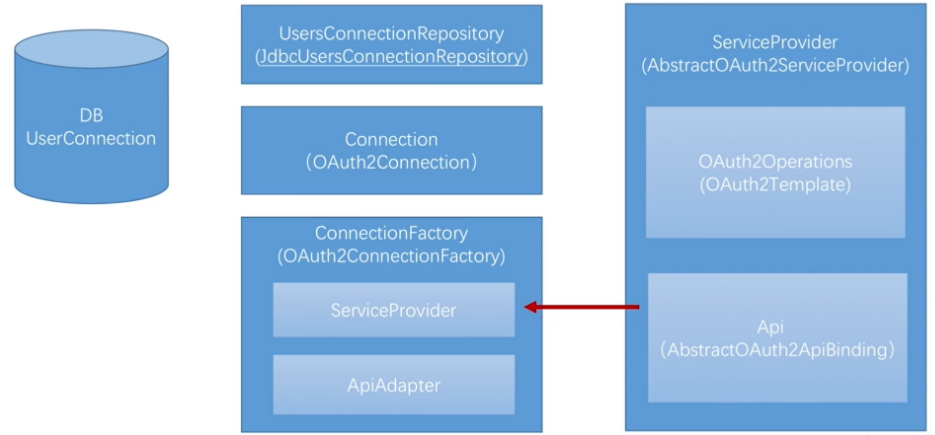 DB
UserConnection
UsersConnectionRepository
(JdbcUsersConnectionRepository)
Connection
(OAuth2Connection)
ConnectionFactory
(OAuth2ConnectionFactory)
ServiceProvider
ApiAdapter
ServiceProvider
(AbstractOAuth2ServiceProvider)
OAuth2Operations
(OAuth2Template)
Api
(AbstractOAuth2ApiBinding)